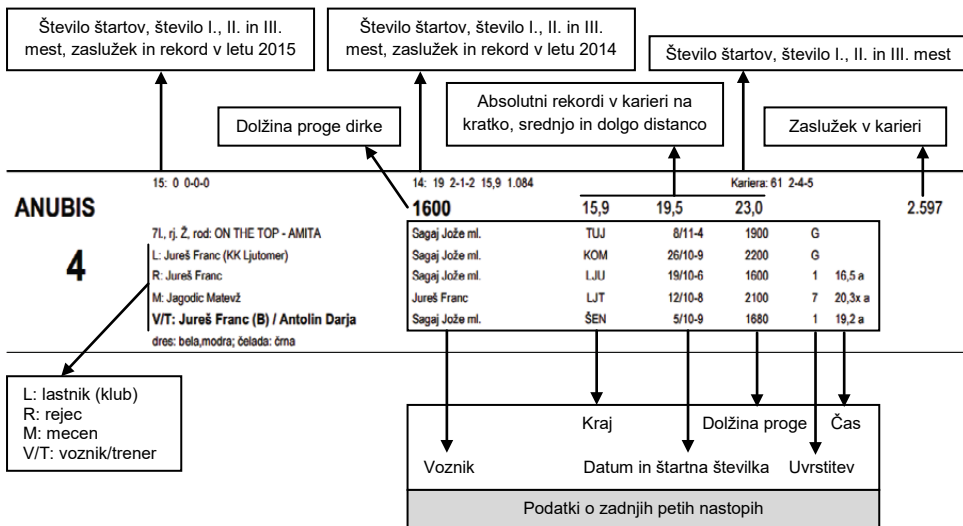 Število štartov, število I., II. in III.
mest, zaslužek in rekord v letu 2015
Število štartov, število I., II. in III.
mest, zaslužek in rekord v letu 2014
Število štartov, število I., II. in III. mest
Dolžina proge dirke
Absolutni rekordi v karieri na
kratko, srednjo in dolgo distanco
Zaslužek v karieri
15: 0 0-0-0 14: 19 2-1-2 15,9 1.084 Kariera: 61 2-4-5
ANUBIS 1600 15,9 19,5 23,0 2.597
4
7l., rj. Ž, rod: ON THE TOP - AMITA
L: Jureš Franc (KK Ljutomer)
R: Jureš Franc
M: Jagodic Matevž
V/T: Jureš Franc (B) / Antolin Darja
dres: bela,modra; čelada: črna
Sagaj Jože ml. TUJ 8/11-4 1900 G
Sagaj Jože ml. KOM 26/10-9 2200 G
Sagaj Jože ml. LJU 19/10-6 1600 1 16,5 a
Jureš Franc LJT 12/10-8 2100 7 20,3x a
Sagaj Jože ml. ŠEN 5/10-9 1680 1 19,2 a
L: lastnik (klub)
R: rejec
M: mecen
V/T: voznik/trener
Kraj Dolžina proge Čas
Voznik Datum in štartna številka Uvrstitev
Podatki o zadnjih petih nastopih